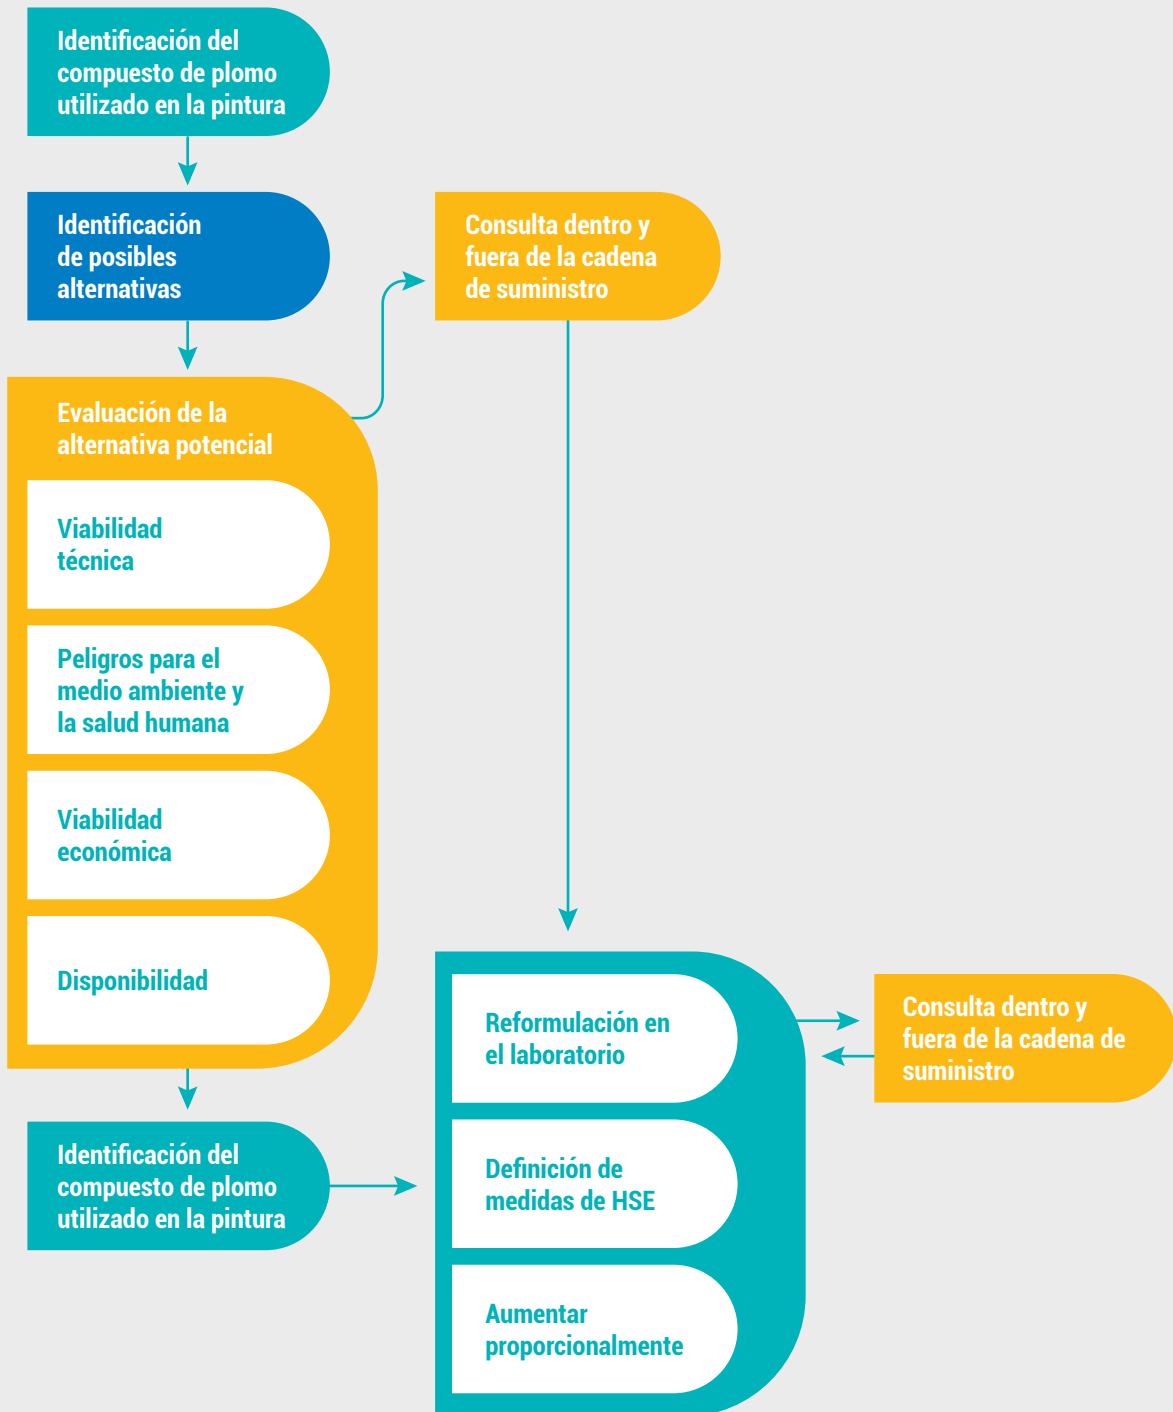 Identificación del
compuesto de plomo
utilizado en la pintura
Identificación
de posibles
alternativas
Consulta dentro y
fuera de la cadena
de suministro
Evaluación de la
alternativa potencial
Viabilidad
técnica
Peligros para el
medio ambiente y
la salud humana
Viabilidad
económica
Disponibilidad
Identificación del
compuesto de plomo
utilizado en la pintura
Reformulación en
el laboratorio
Definición de
medidas de HSE
Aumentar
proporcionalmente
Consulta dentro y
fuera de la cadena de
suministro